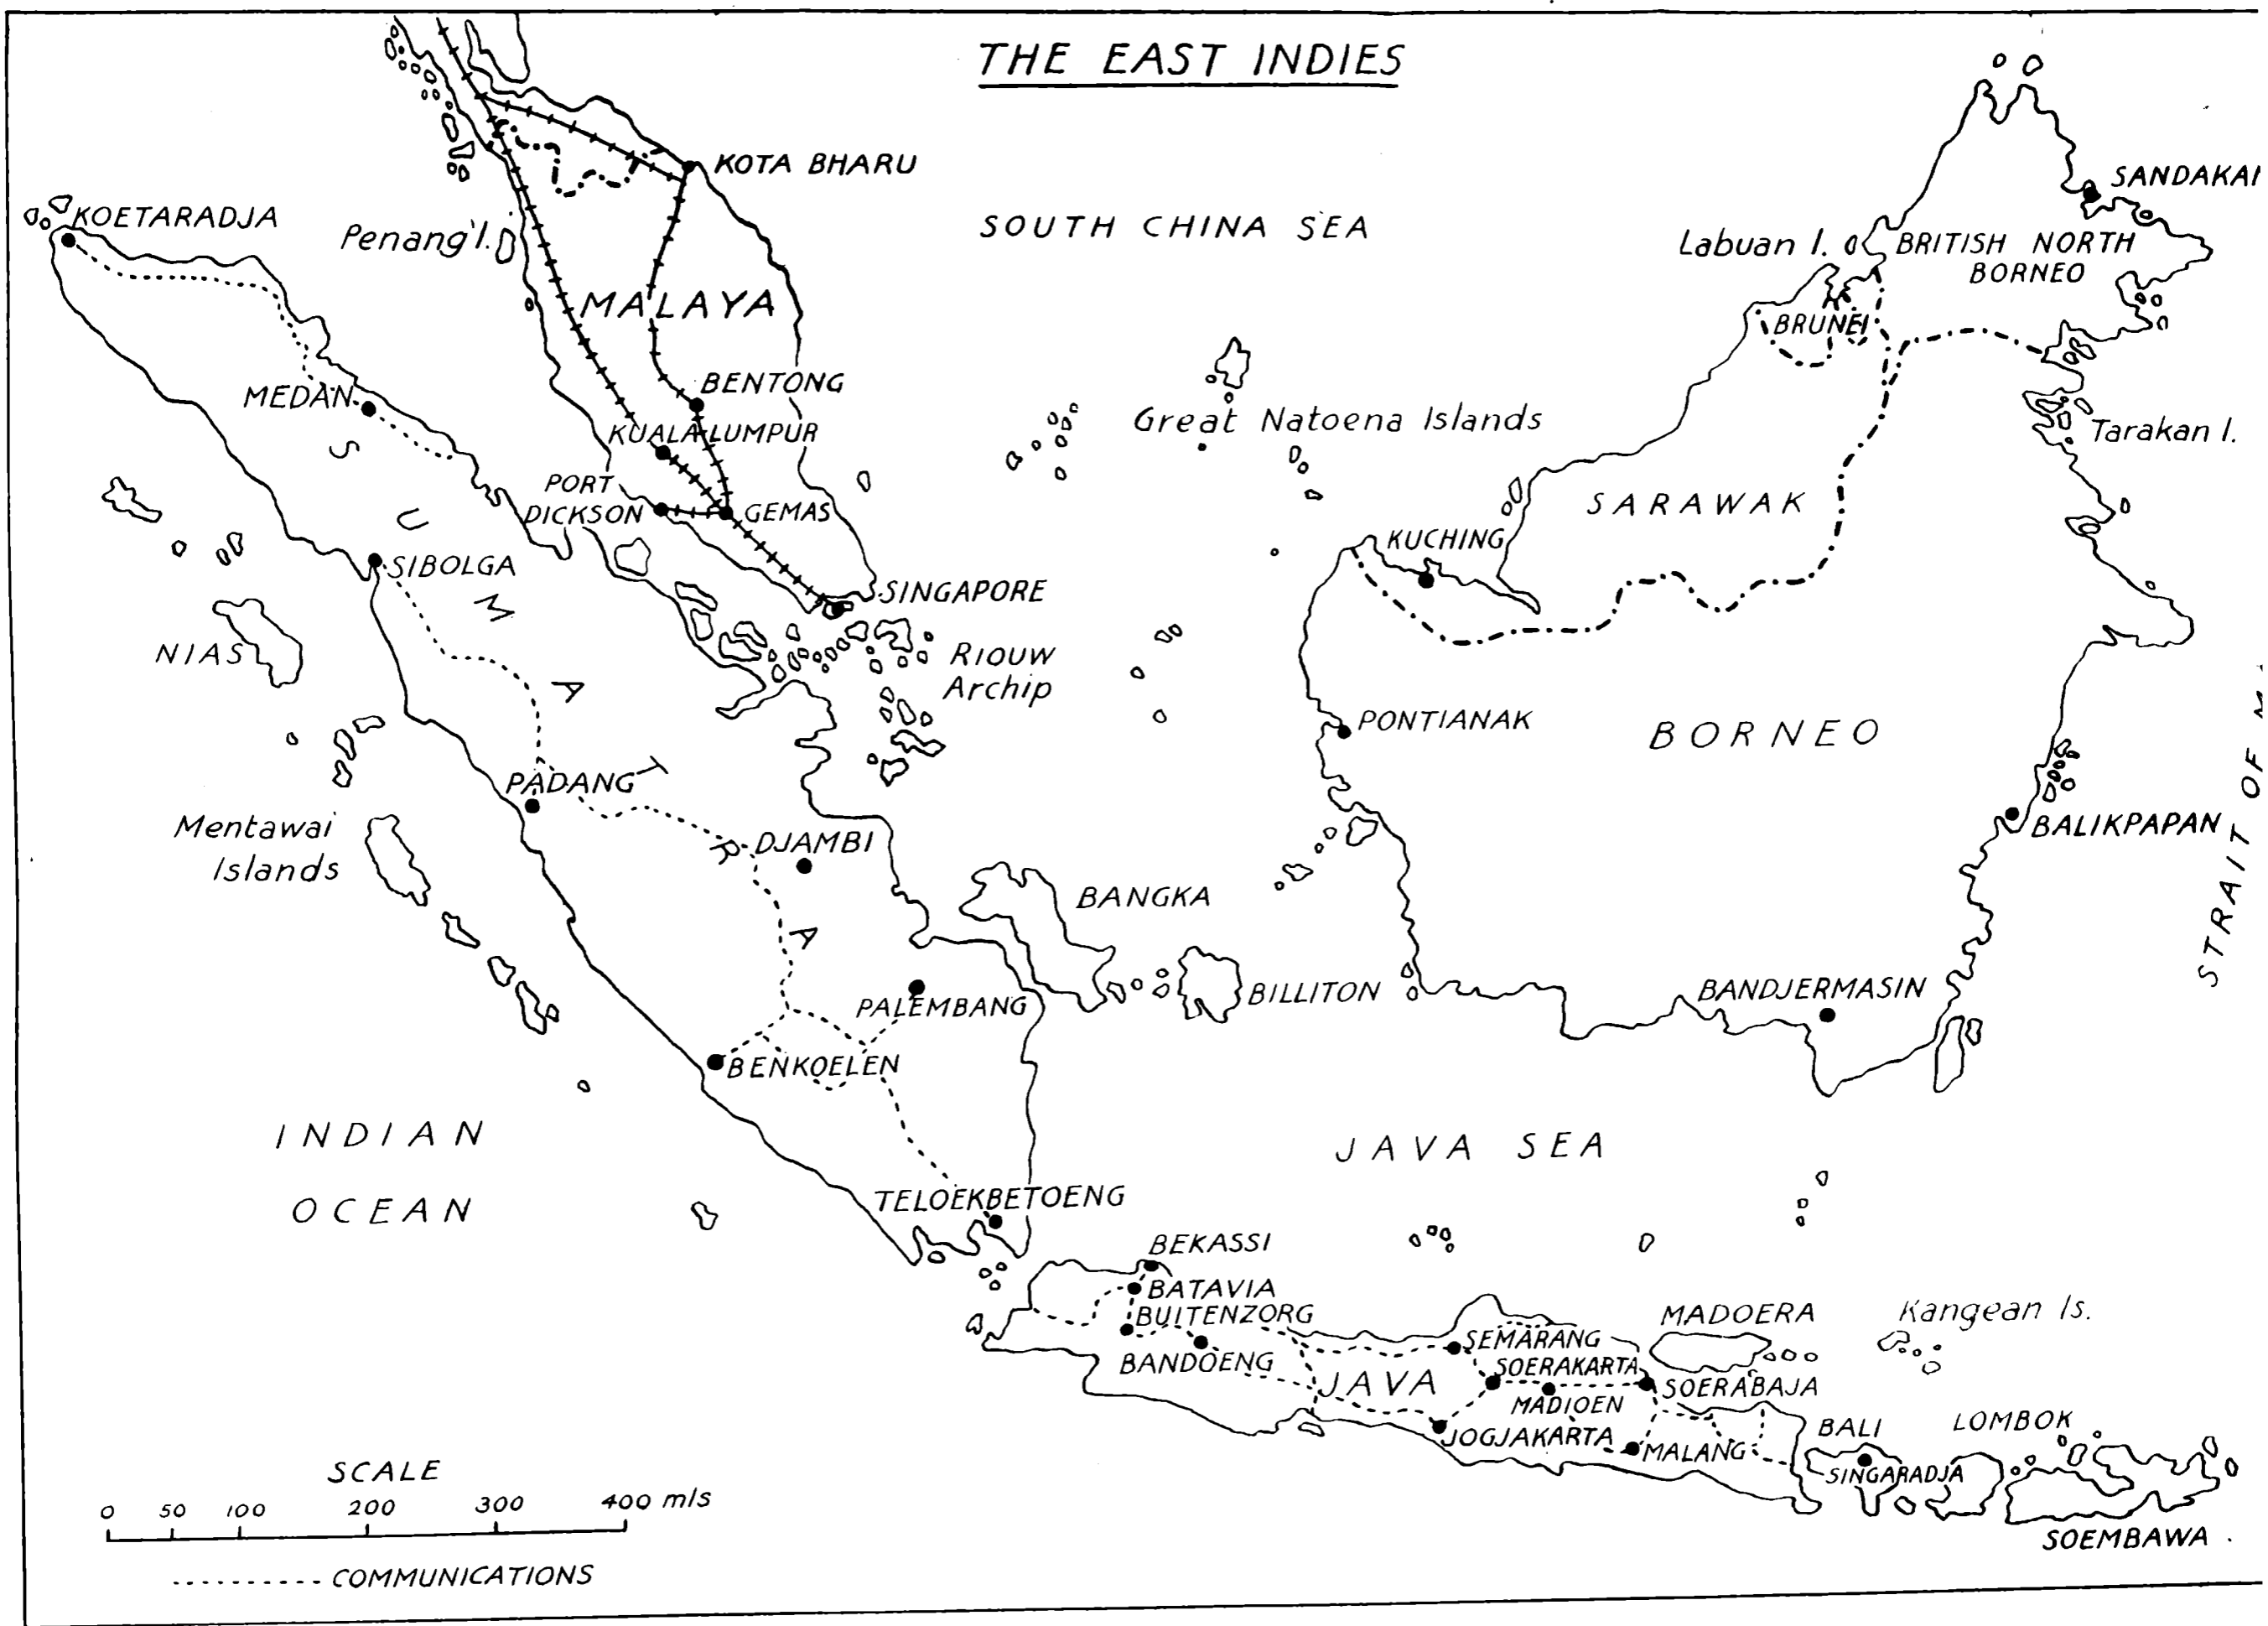 THE EAST INDIES
KOTA BHARU
SANDAKAI
KOETARADJA
Penang I.
SOUTH CHINA SEA
Labuan I.
BRITISH NORTH
BORNEO
MALAYA
BRUNEI
BENTONG
MEDAN
Great Natoena Islands
Tarakan I.
KUALA LUMPUR
PORT
DICKSON
GEMAS
SARAWAK
KUCHING
SIBOLGA
SINGAPORE
SUMATRA
NIAS
RIOUW
Archip
PONTIANAK
BORNEO
PADANG
Mentawai
Islands
DJAMBI
BALIKPAPAN
STRAIT OF
BANGKA
BILLITON
BANDJERMASIN
PALEMBANG
BENKOELEN
INDIAN
OCEAN
JAVA SEA
TELOEKBETOENG
BEKASSI
BATAVIA
BUITENZORG
BANDOENG
MADOERA
Kangean Is.
SEMARANG
SOERAKARTA
JAVA
SOERABAJA
MADIOEN
JOGJAKARTA
MALANG
BALI
LOMBOK
SINGARADJA
SOEMBAWA
SCALE
0 50 100 200 300 400 mls
COMMUNICATIONS